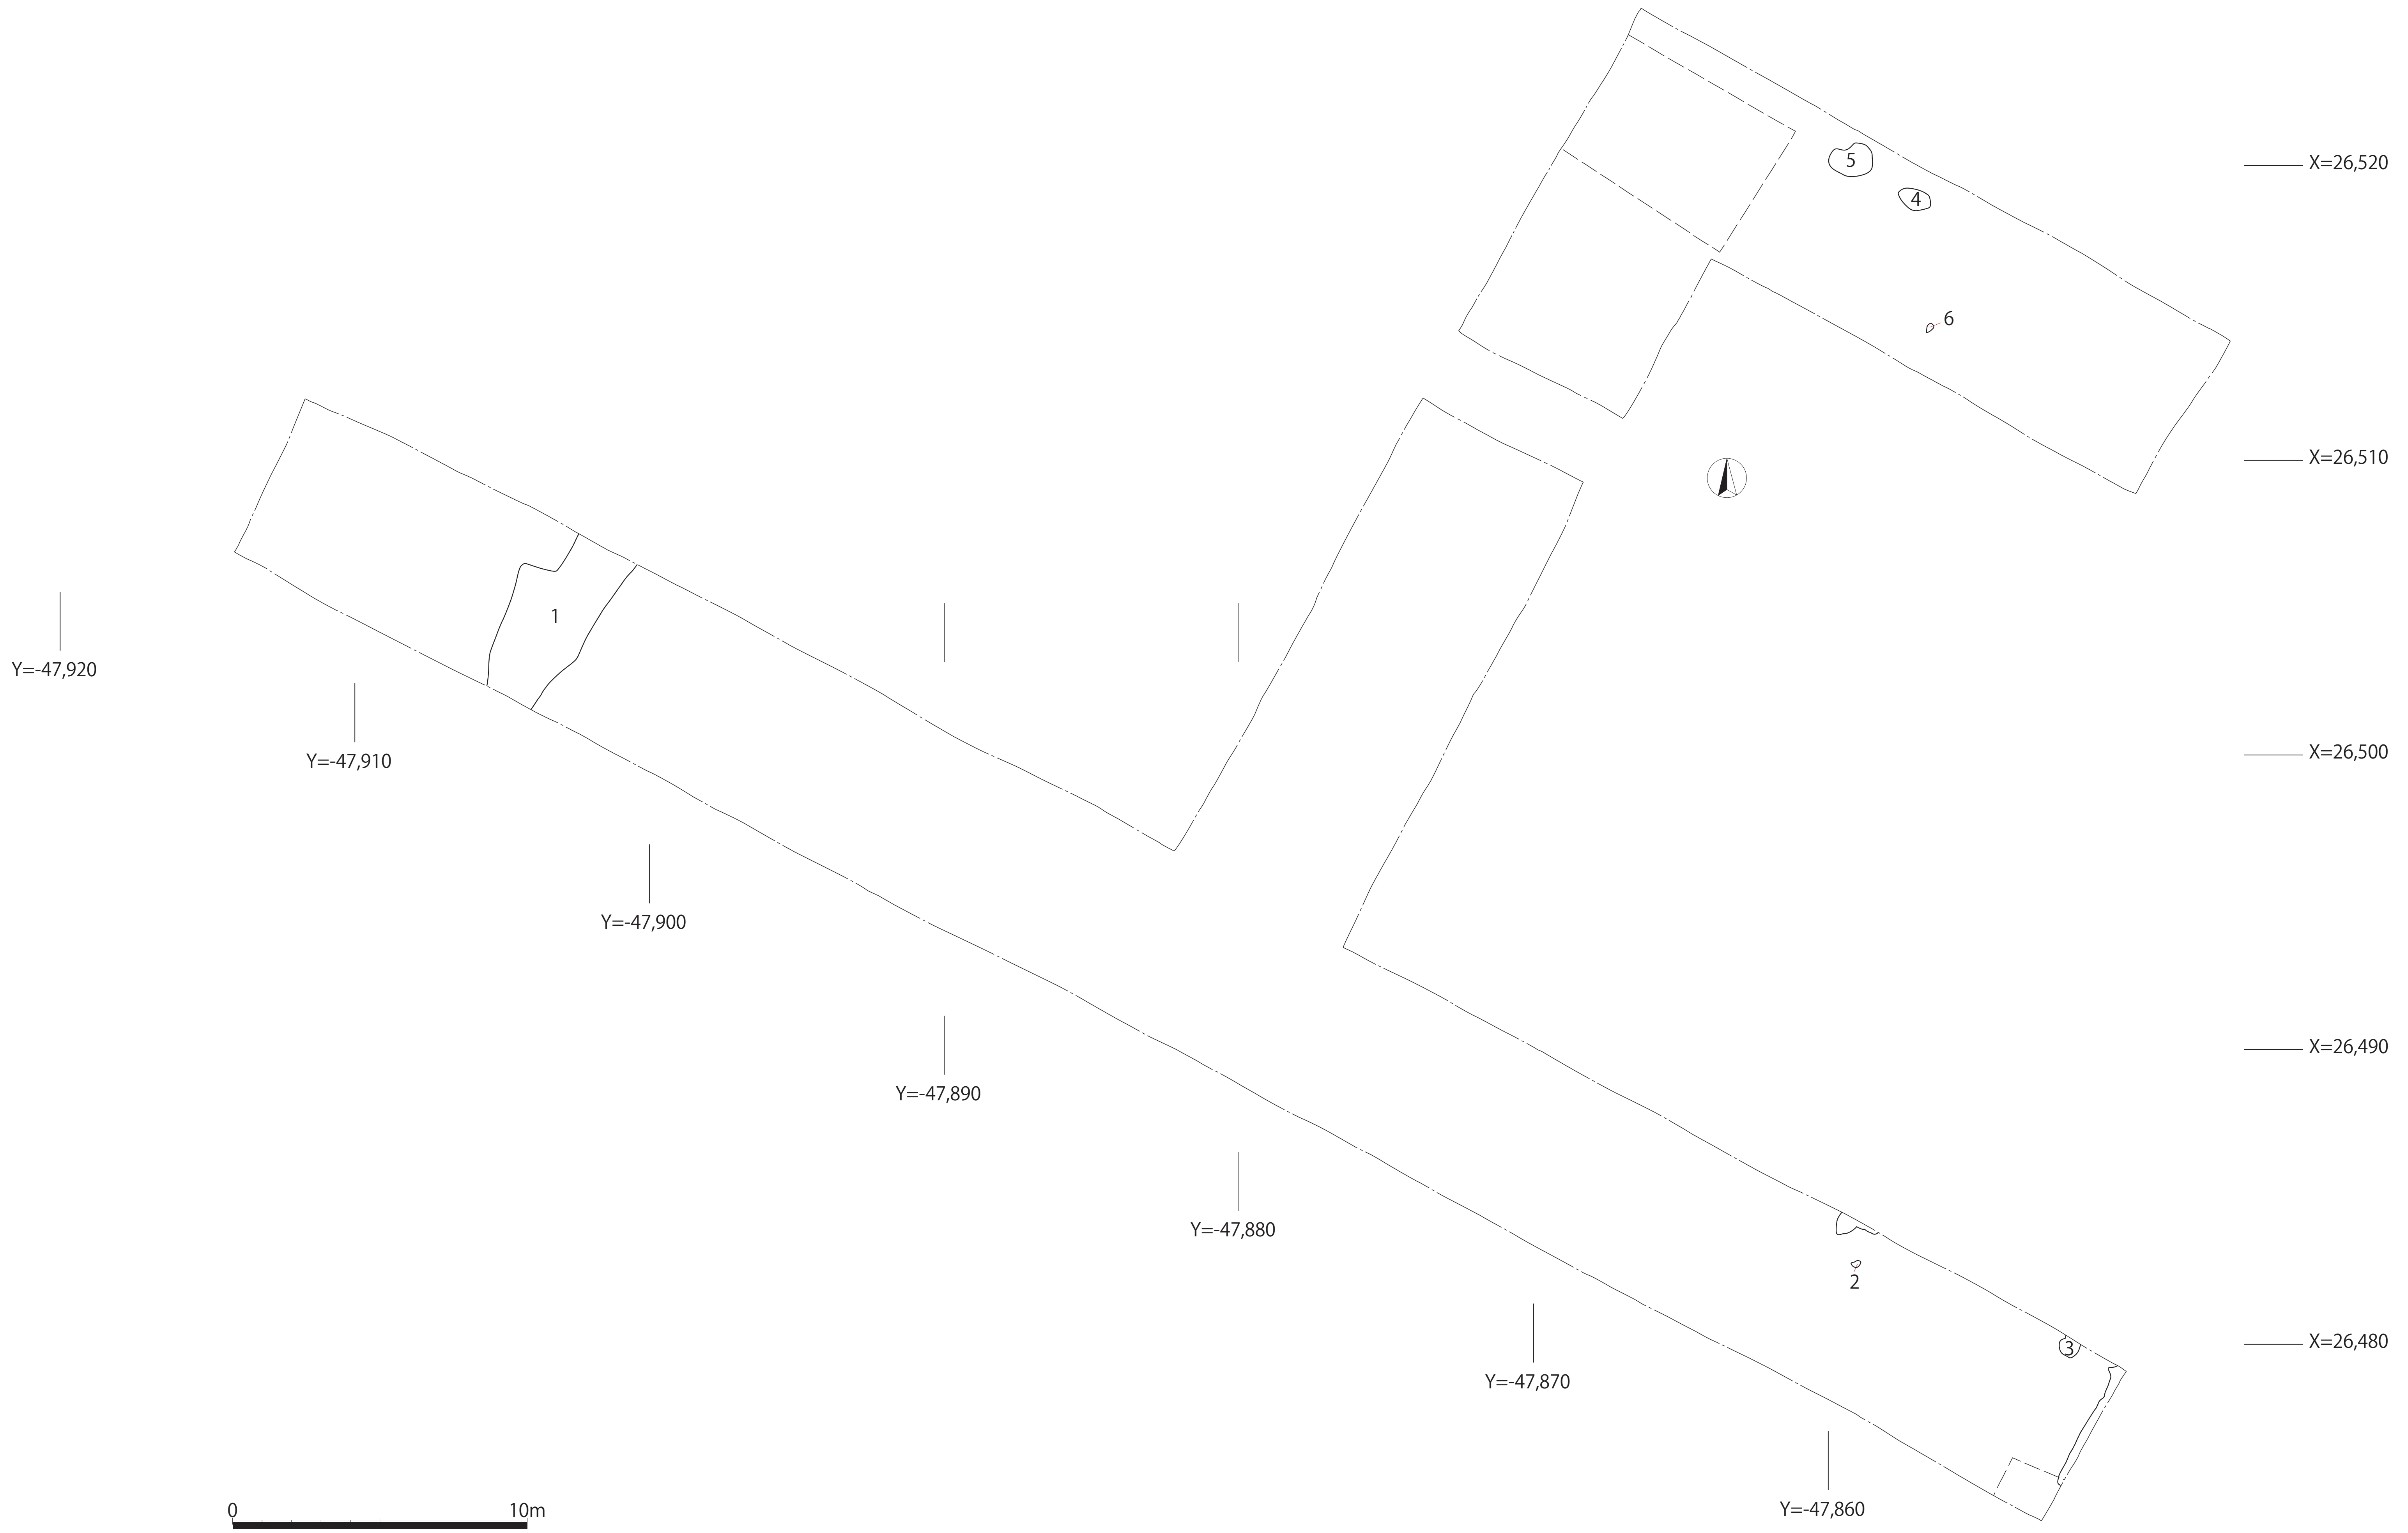 5
X=26,520
4
6
X=26,510
1
Y=-47,920
Y=-47,910
X=26,500
Y=-47,900
X=26,490
Y=-47,890
Y=-47,880
2
X=26,480
3
Y=-47,870
Y=-47,860
0 10m